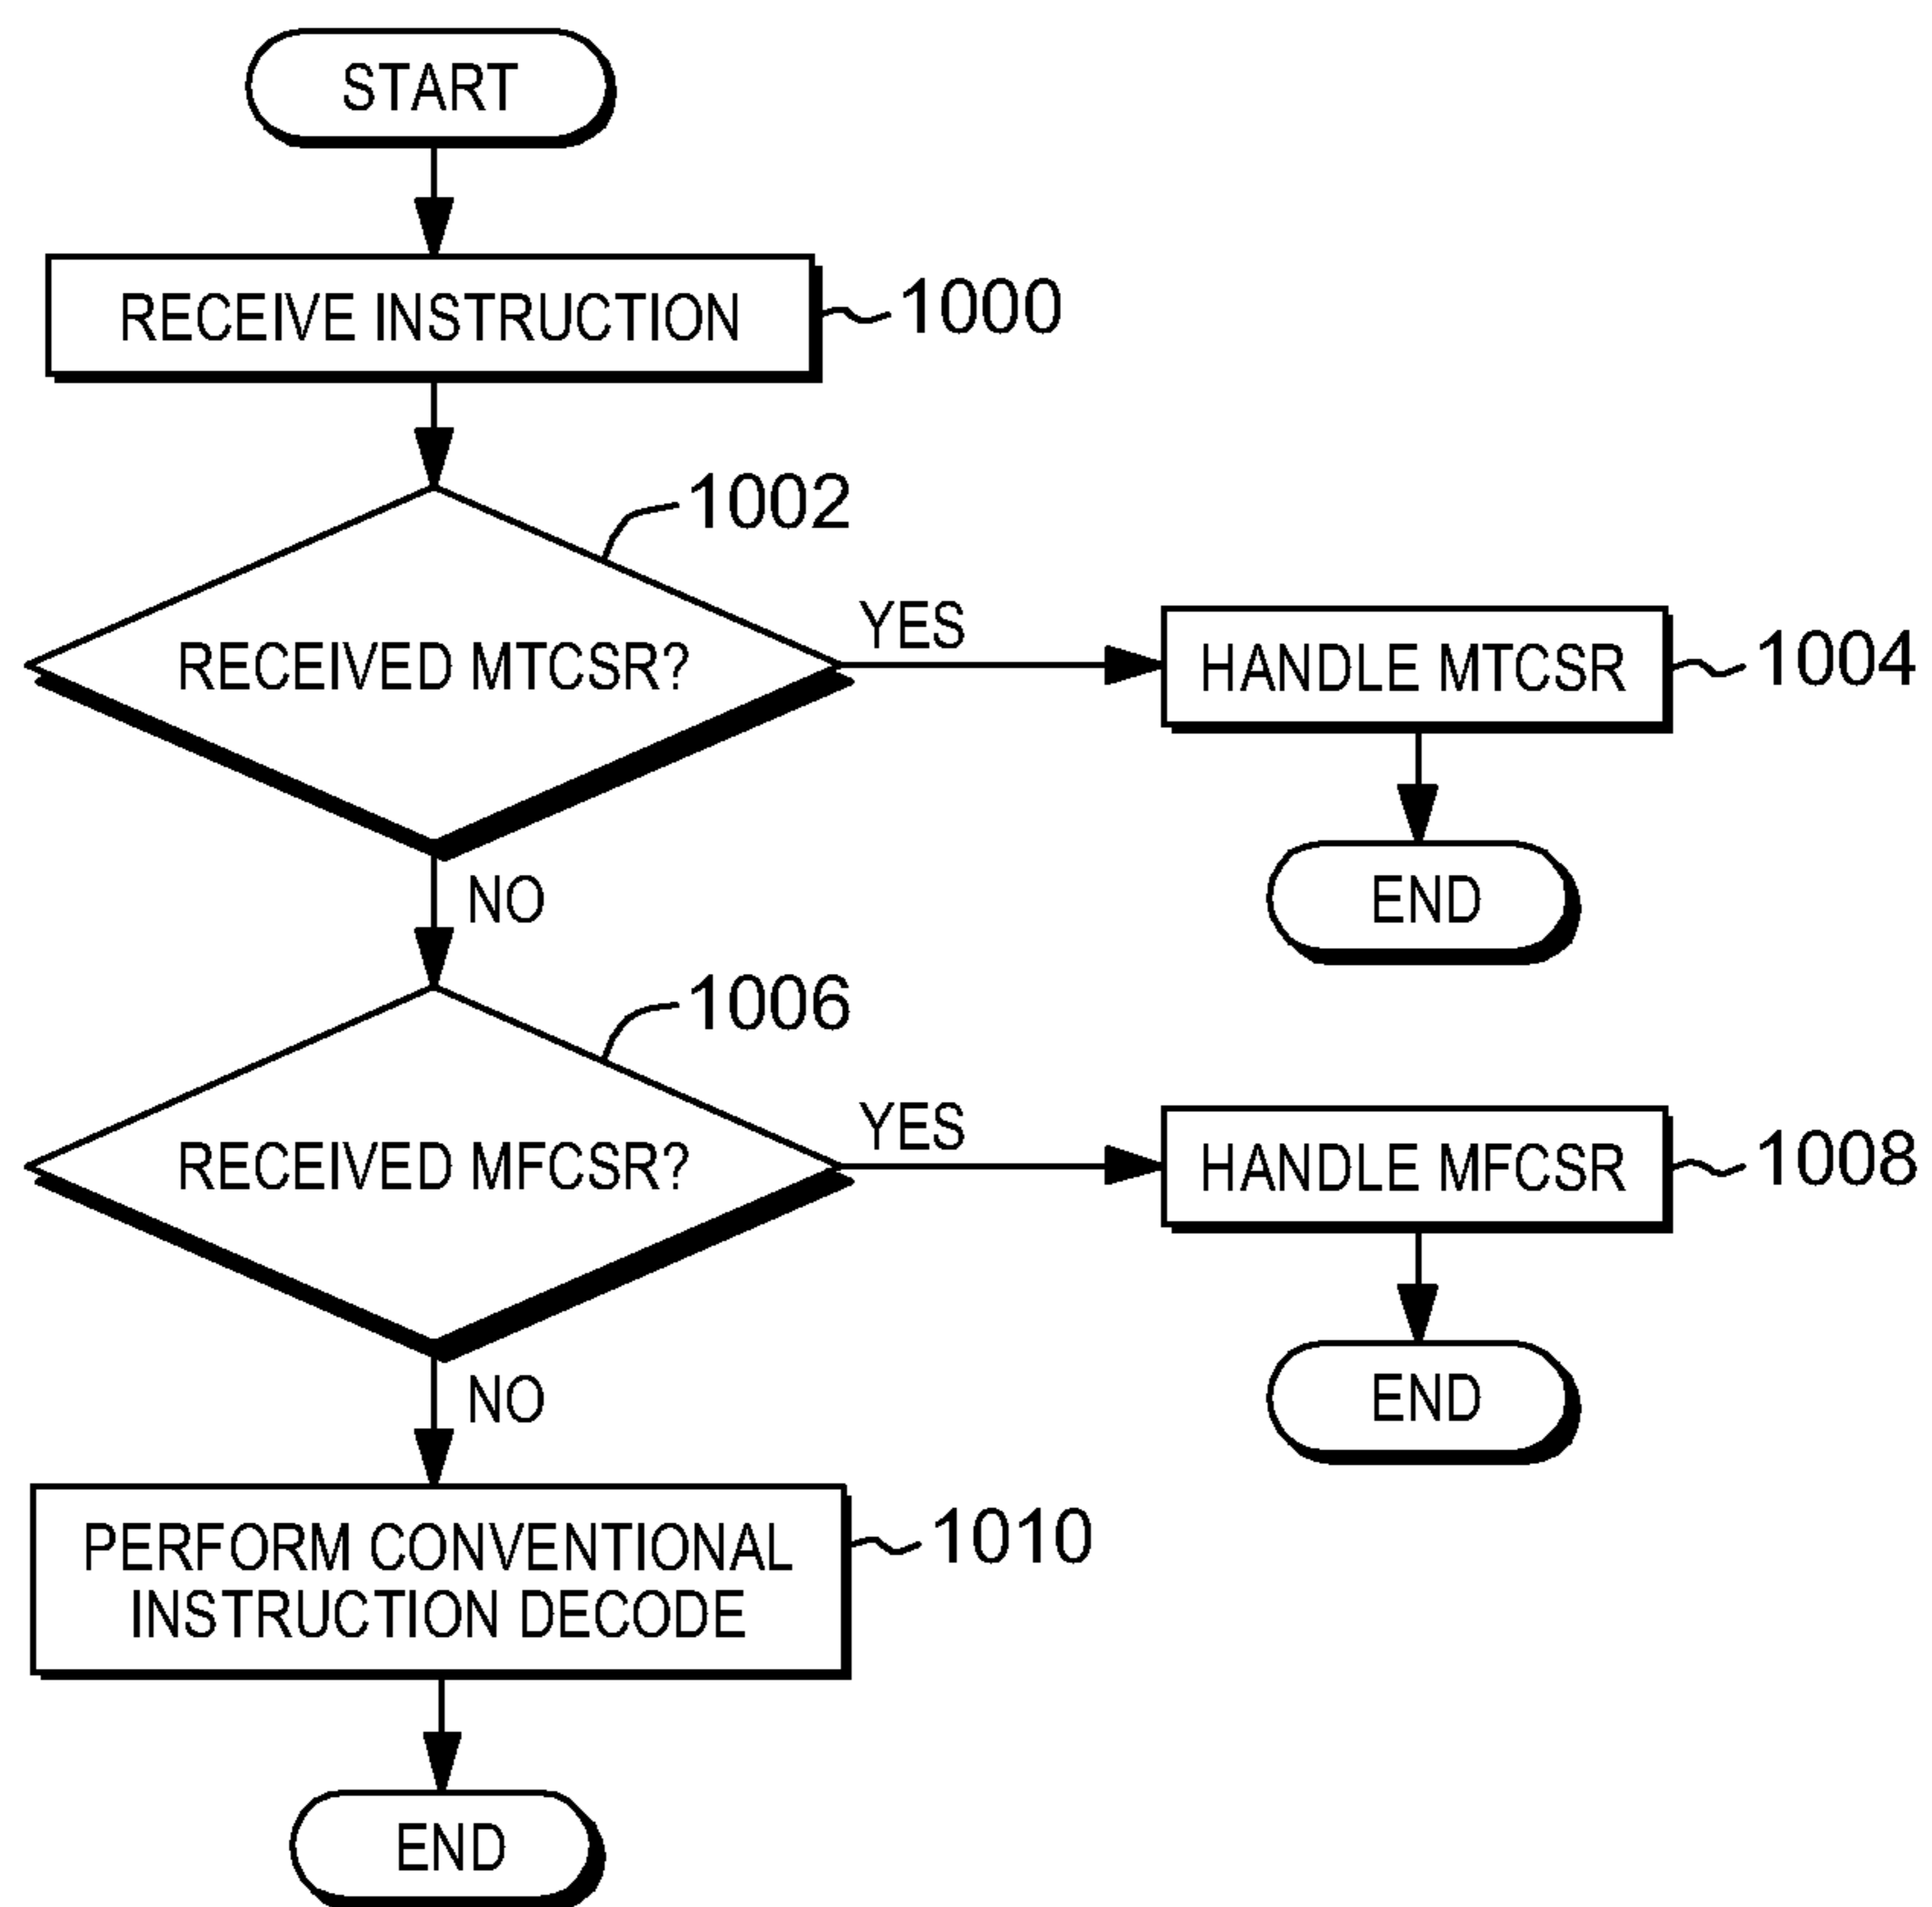 START
RECEIVE INSTRUCTION
1000
1002
RECEIVED MTCSR?
YES
HANDLE MTCSR
1004
END
NO
1006
RECEIVED MFCSR?
YES
HANDLE MFCSR
1008
END
NO
PERFORM CONVENTIONAL
INSTRUCTION DECODE
1010
END